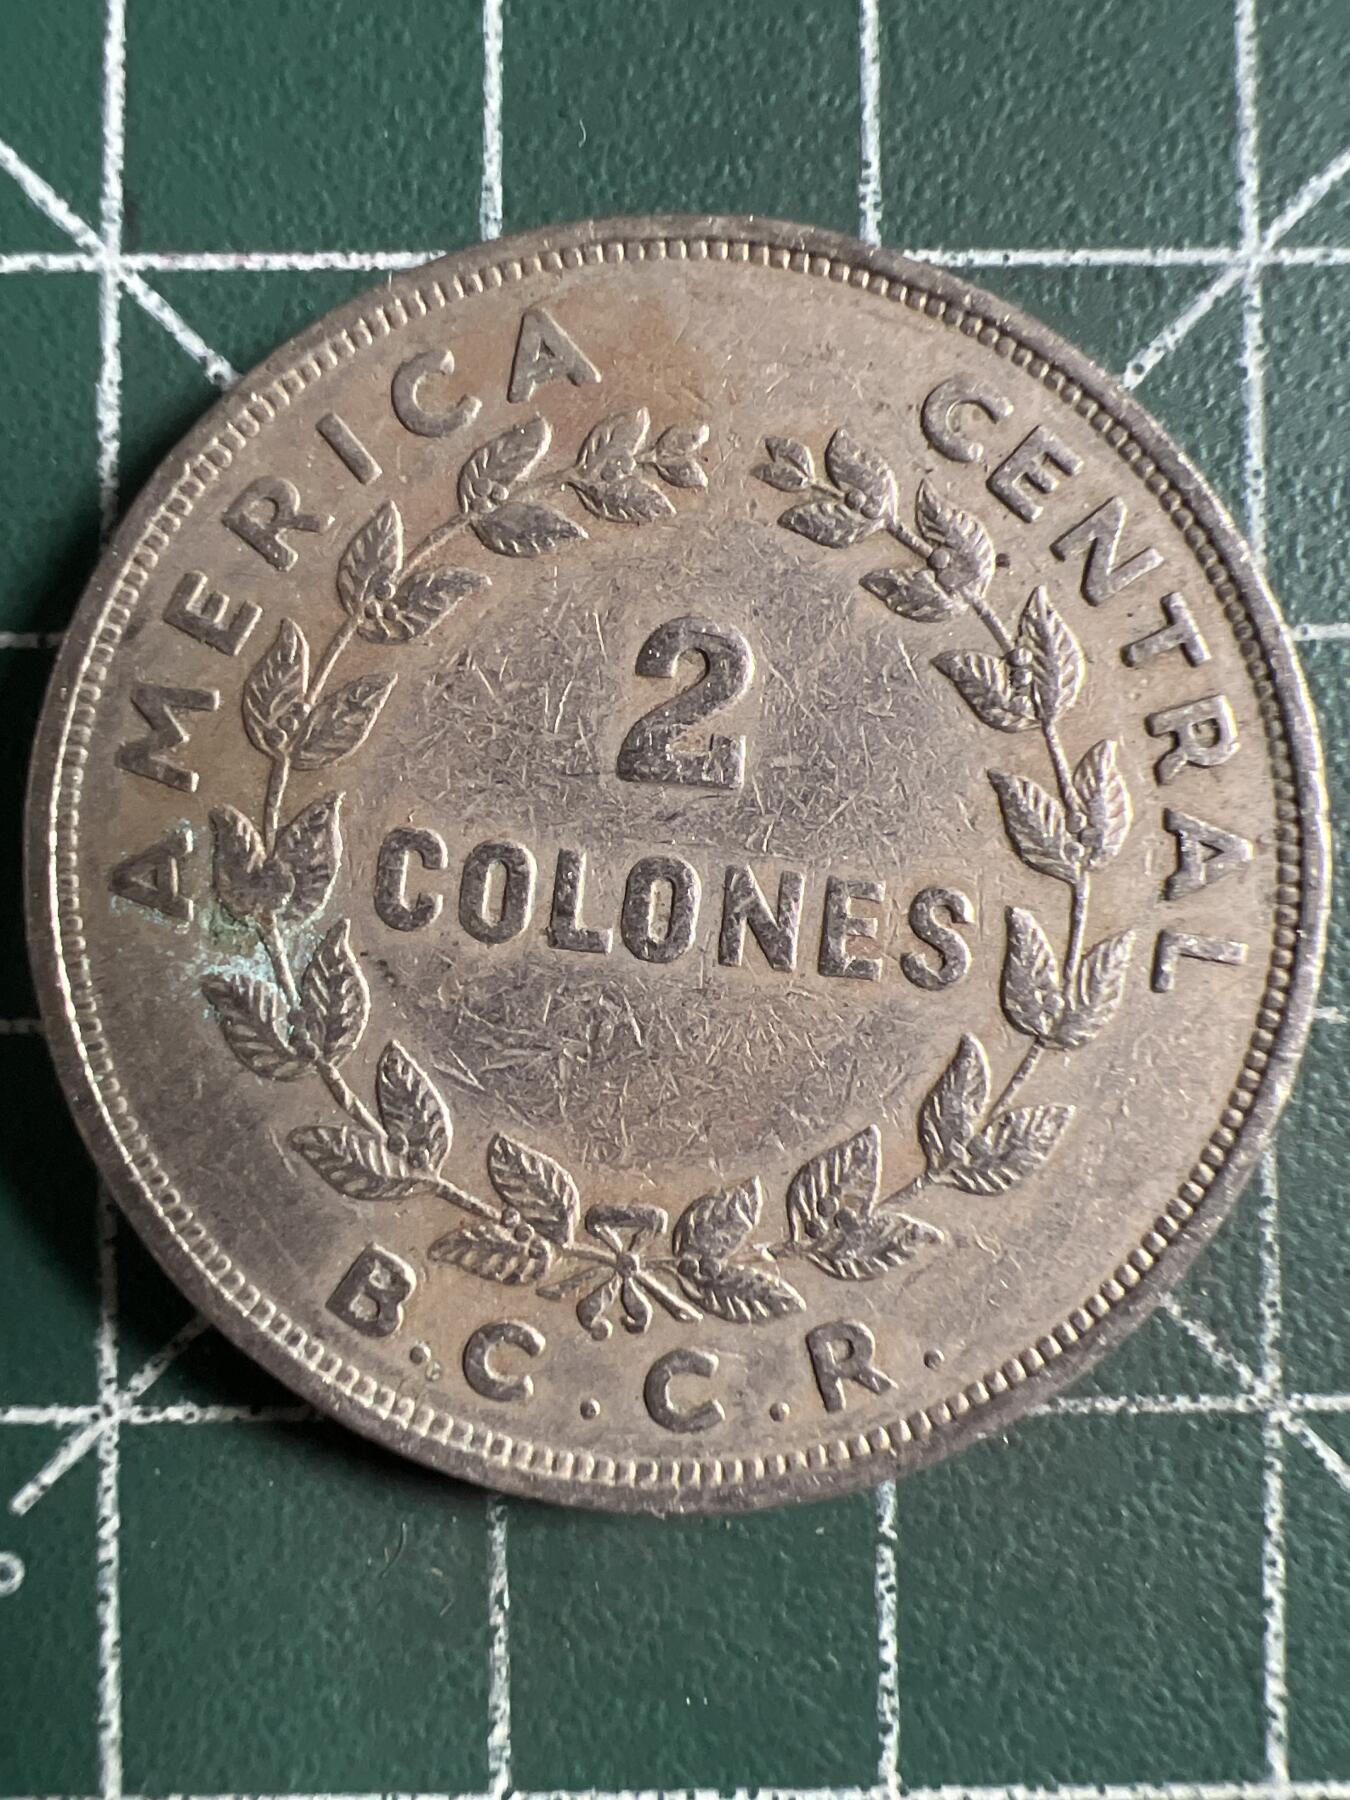 AMERICA CENTRAL
2
COLONES
B.C.C.R.